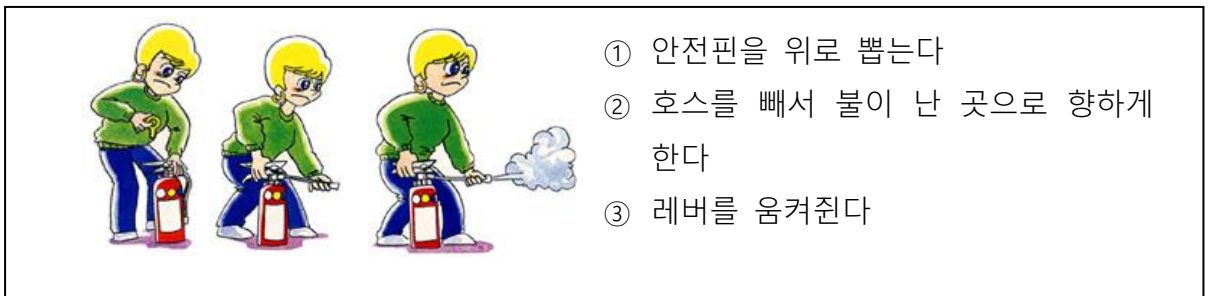 ① 안전핀을 위로 뽑는다
② 호스를 빼서 불이 난 곳으로 향하게
한다
③ 레버를 움켜쥔다